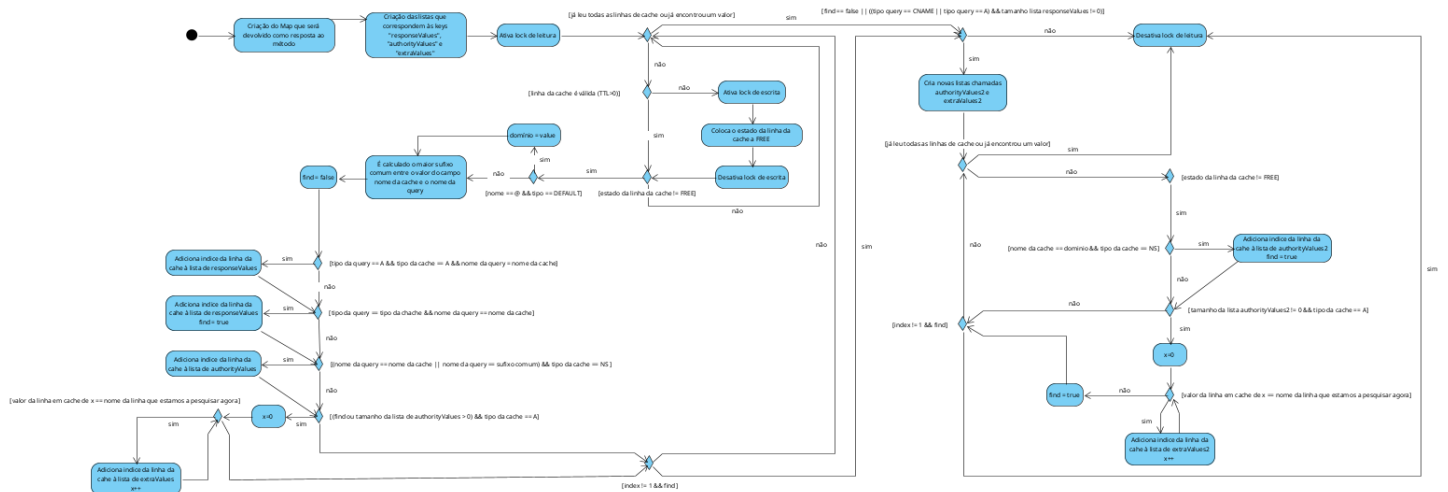 [já leu todas as linhas de cache ou já encontrou um valor]
sim
[find== false || ((tipo query == CNAME || tipo query == A) && tamanho lista responseValues != 0)]
Criação do Map que será
devolvido como resposta ao
método
Criação das listas que
correspondem às keys
"responseValues",
"authorityValues" e
"extraValues"
Ativa lock de leitura
não
Desativa lock de leitura
não
sim
[linha da cache é válida (TTL>0)]
não
Ativa lock de escrita
Cria novas listas chamadas
authorityValues2 e
extraValues2
domínio = value
sim
Coloca o estado da linha da
cache a FREE
[já leu todas as linhas de cache ou já encontrou um valor]
sim
sim
find = false
É calculado o maior sufixo
comum entre o valor do campo
nome da cache e o nome da
query
não
sim
Desativa lock de escrita
não
[estado da linha da cache != FREE]
[nome == @ && tipo == DEFAULT]
[estado da linha da cache != FREE]
não
sim
não
sim
[nome da cache == dominio && tipo da cache == NS]
sim
Adiciona indice da linha da
cahe à lista de authorityValues2
find = true
não
Adiciona indice da linha da
cahe à lista de responseValues
sim
[tipo da query == A && tipo da cache == A && nome da query = nome da cache]
sim
não
não
Adiciona indice da linha da
cahe à lista de responseValues
find = true
sim
[tipo da query == tipo da chache && nome da query == nome da cache]
não
[tamanho da lista authorityValues2 != 0 && tipo da cache == A]
[index != 1 && find]
sim
não
Adiciona indice da linha da
cahe à lista de authorityValues
sim
[(nome da query == nome da cache || nome da query == sufixo comum) && tipo da cache == NS ]
x=0
não
find = true
não
[valor da linha em cache de x == nome da linha que estamos a pesquisar agora]
[valor da linha em cache de x == nome da linha que estamos a pesquisar agora]
sim
x=0
sim
[(find ou tamanho da lista de authorityValues > 0) && tipo da cache == A]
sim
Adiciona indice da linha da
cahe à lista de extraValues2
x++
Adiciona indice da linha da
cahe à lista de extraValues
x++
[index != 1 && find]